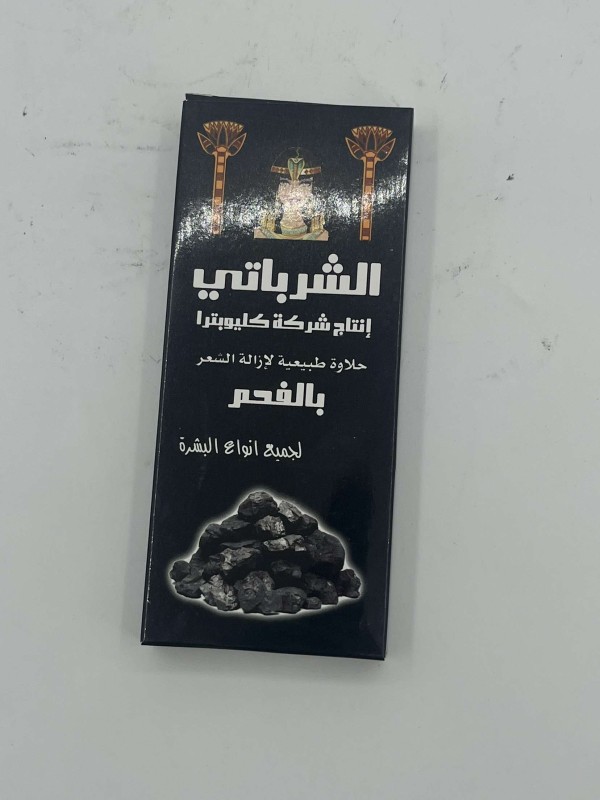 الشرباتي
إنتاج شركة كليوبترا
حلاوة طبيعية لإزالة الشعر
بالفحم
لجميع انواع البشرة